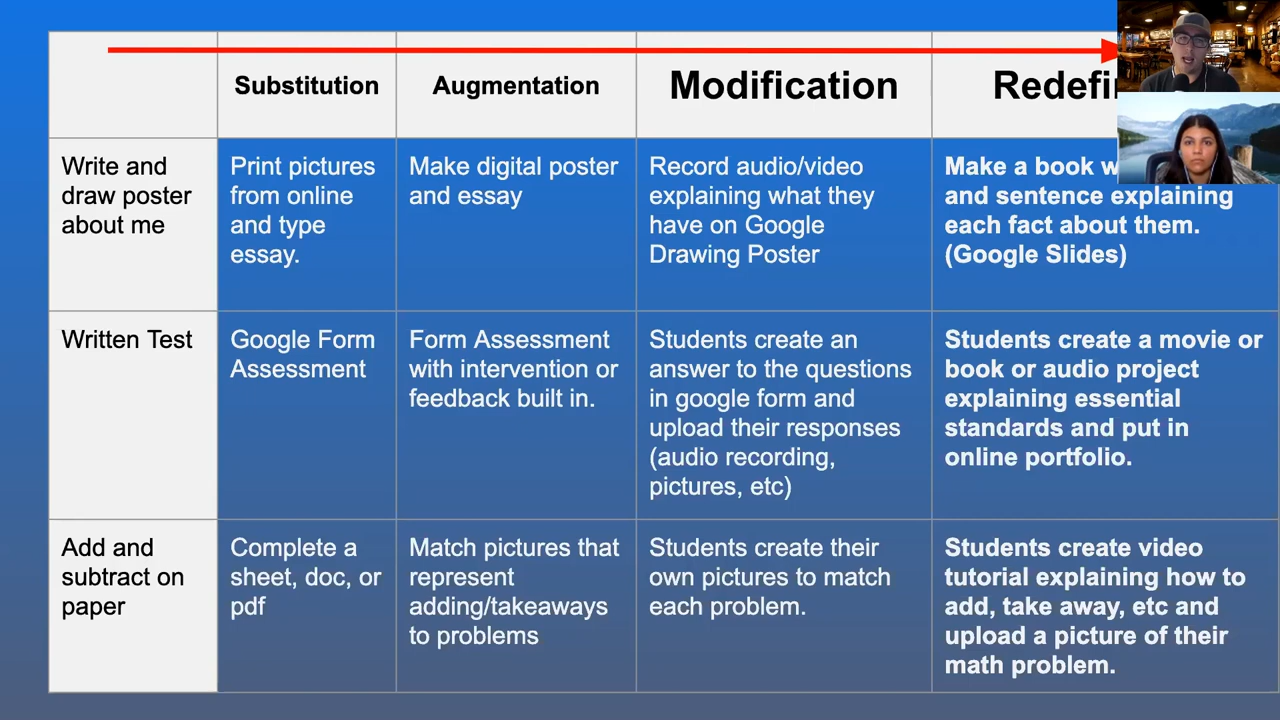 Substitution
Augmentation
Modification
Write and
draw poster
about me
Print pictures
from online
and type
essay.
Make digital poster
and essay
Record audio/video
explaining what they
have on Google
Drawing Poster
Make a book
and sentence explaining
each fact about them.
(Google Slides)
Written Test
Google Form
Assessment
Form Assessment
with intervention or
feedback built in.
Students create an
answer to the questions
in google form and
upload their responses
(audio recording,
pictures, etc)
Students create a movie or
book or audio project
explaining essential
standards and put in
online portfolio.
Add and
subtract on
paper
Complete a
sheet, doc, or
pdf
Match pictures that
represent
adding/takeaways
to problems
Students create their
own pictures to match
each problem.
Students create video
tutorial explaining how to
add, take away, etc and
upload a picture of their
math problem.